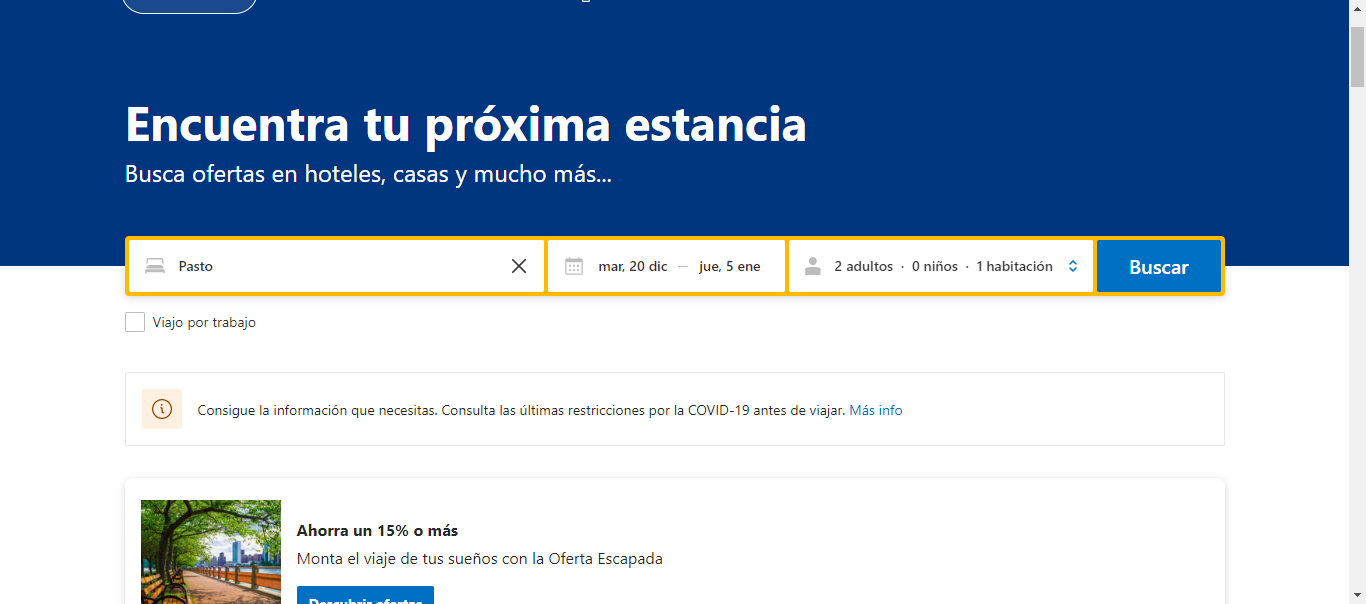 Encuentra tu próxima estancia
Busca ofertas en hoteles, casas y mucho más...
Pasto
mar, 20 dic — jue, 5 ene
2 adultos · 0 niños · 1 habitación
Buscar
Viajo por trabajo
Consigue la información que necesitas. Consulta las últimas restricciones por la COVID-19 antes de viajar. Más info
Ahorra un 15% o más
Monta el viaje de tus sueños con la Oferta Escapada
Descubrir ofertas